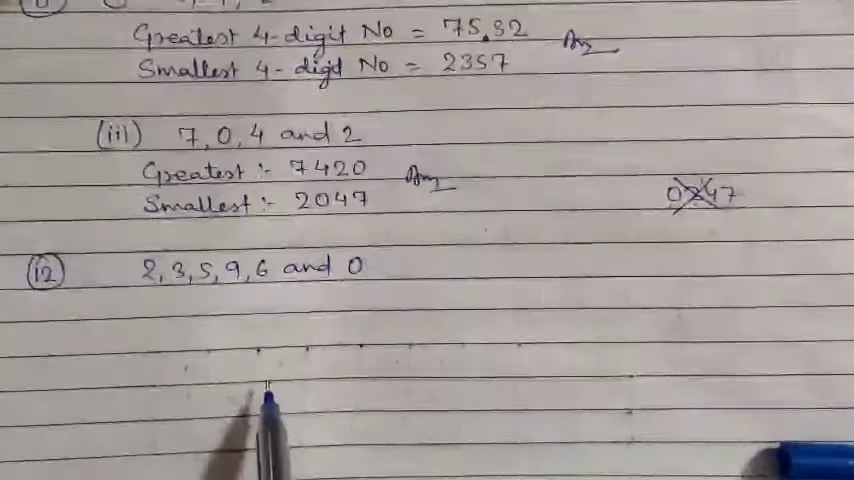 Greatest 4-digit No = 7532 Ans
Smallest 4-digit No = 2357
(iii) 7, 0, 4 and 2
Greatest :- 7420 Ans
Smallest :- 2047
0247
(12) 2, 3, 5, 9, 6 and 0